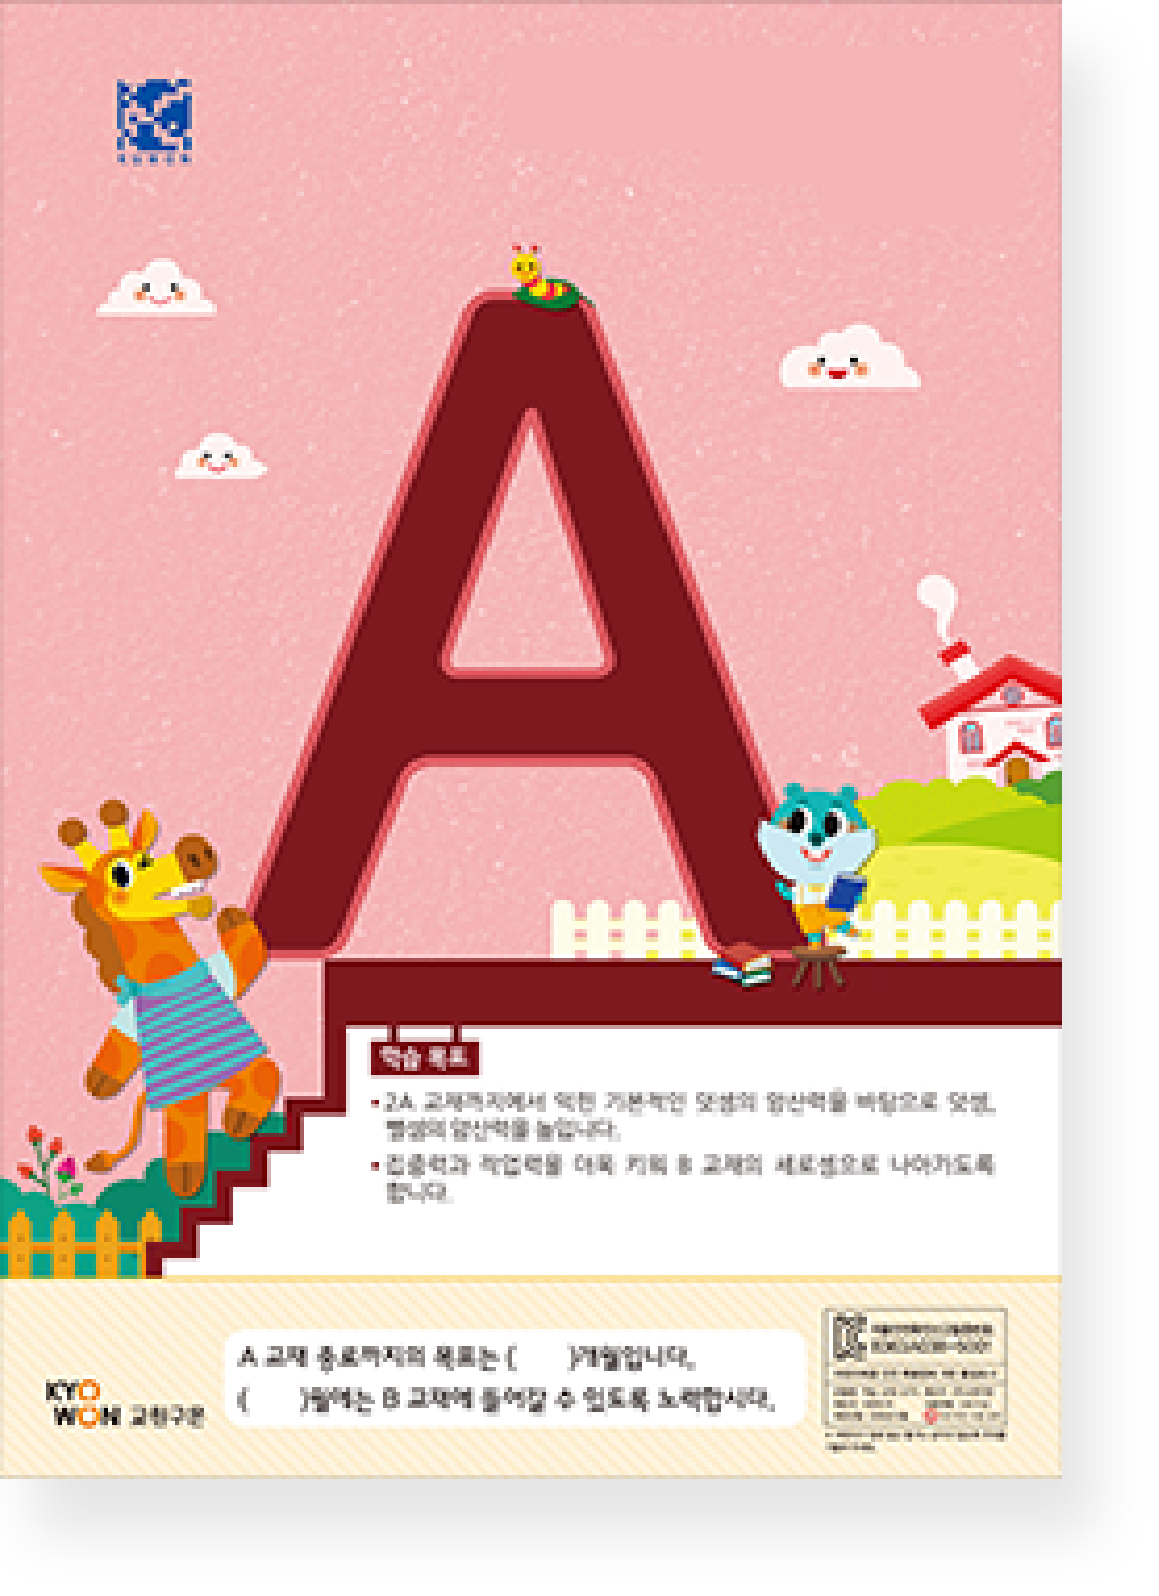 A
학습 목표
•2A 교재까지에서 익힌 기본적인 덧셈의 암산력을 바탕으로 덧셈,
뺄셈의 암산력을 높입니다.
•집중력과 작업력을 더욱 키워 B 교재의 세로셈으로 나아가도록
합니다.
A 교재 종료까지의 목표는 (      )개월입니다.
(      )월에는 B 교재에 들어갈 수 있도록 노력합시다.
KYO
WON 교원구몬